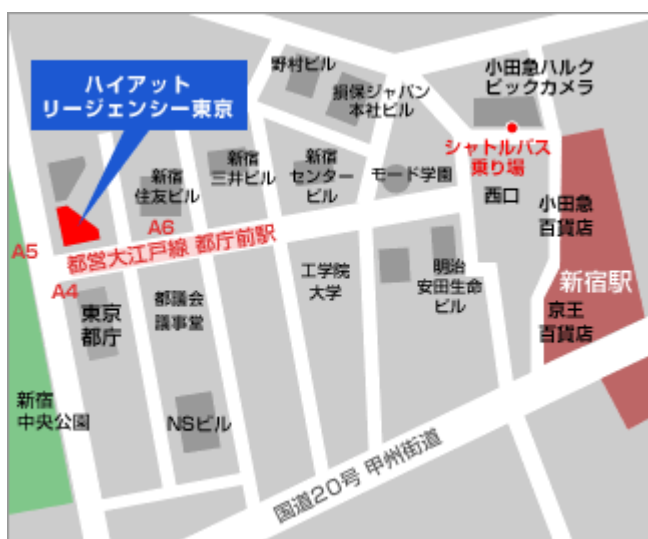 ハイアット
リージェンシー東京
野村ビル
損保ジャパン
本社ビル
小田急ハルク
ビックカメラ
シャトルバス
乗り場
新宿
住友ビル
新宿
三井ビル
新宿
センター
ビル
モード学園
西口
小田急
百貨店
新宿駅
京王
百貨店
A5
A6
都営大江戸線 都庁前駅
A4
東京
都庁
都議会
議事堂
工学院
大学
明治
安田生命
ビル
新宿
中央公園
NSビル
国道20号 甲州街道